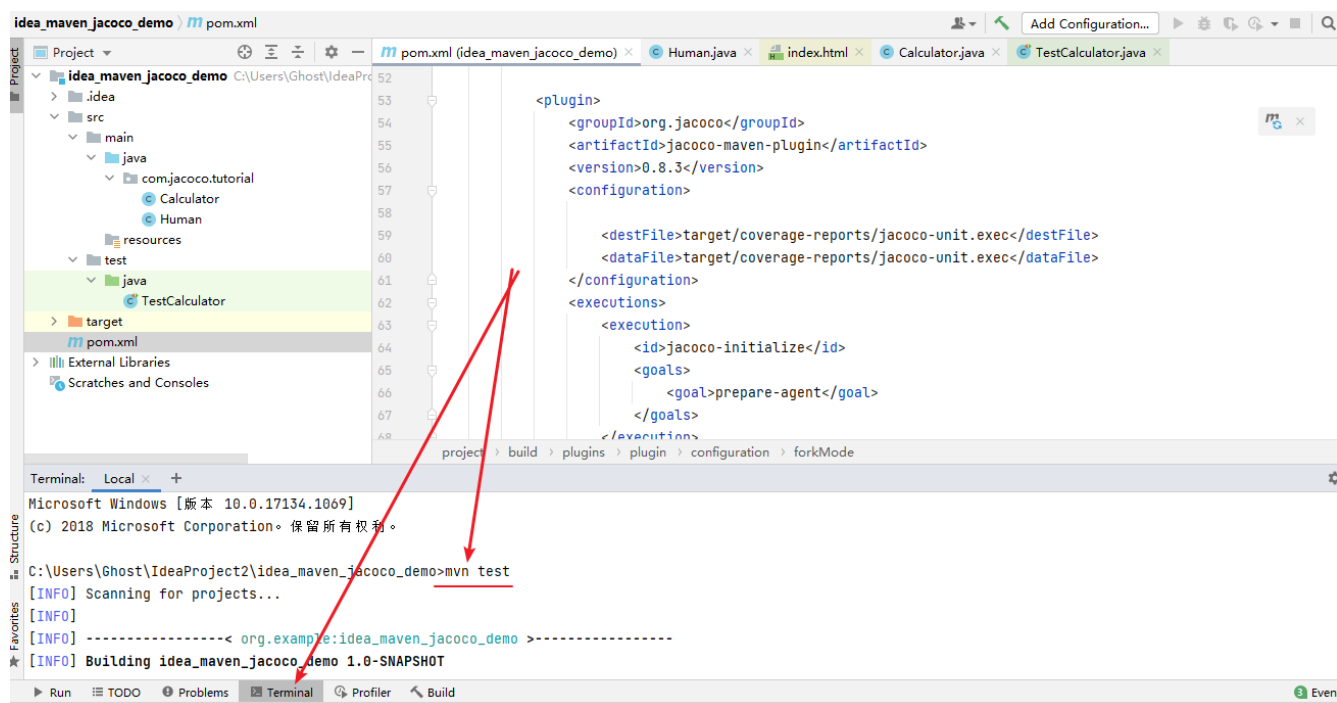 idea_maven_jacoco_demo 〉 m pom.xml
Add Configuration...
Project
Project
m pom.xml (idea_maven_jacoco_demo)
Human.java
index.html
Calculator.java
TestCalculator.java
idea_maven_jacoco_demo C:\Users\Ghost\IdeaPro
.idea
src
main
java
com.jacoco.tutorial
Calculator
Human
resources
test
java
TestCalculator
target
m pom.xml
External Libraries
Scratches and Consoles
52
53 <plugin>
54 <groupId>org.jacoco</groupId>
55 <artifactId>jacoco-maven-plugin</artifactId>
56 <version>0.8.3</version>
57 <configuration>
58
59 <destFile>target/coverage-reports/jacoco-unit.exec</destFile>
60 <dataFile>target/coverage-reports/jacoco-unit.exec</dataFile>
61 </configuration>
62 <executions>
63 <execution>
64 <id>jacoco-initialize</id>
65 <goals>
66 <goal>prepare-agent</goal>
67 </goals>
68 </execution>
project › build › plugins › plugin › configuration › forkMode
Terminal: Local × +
Microsoft Windows [版本 10.0.17134.1069]
(c) 2018 Microsoft Corporation。保留所有权利。
C:\Users\Ghost\IdeaProject2\idea_maven_jacoco_demo>mvn test
[INFO] Scanning for projects...
[INFO]
[INFO] -----------------< org.example:idea_maven_jacoco_demo >-----------------
[INFO] Building idea_maven_jacoco_demo 1.0-SNAPSHOT
Structure
Favorites
Run
TODO
Problems
Terminal
Profiler
Build
3 Even